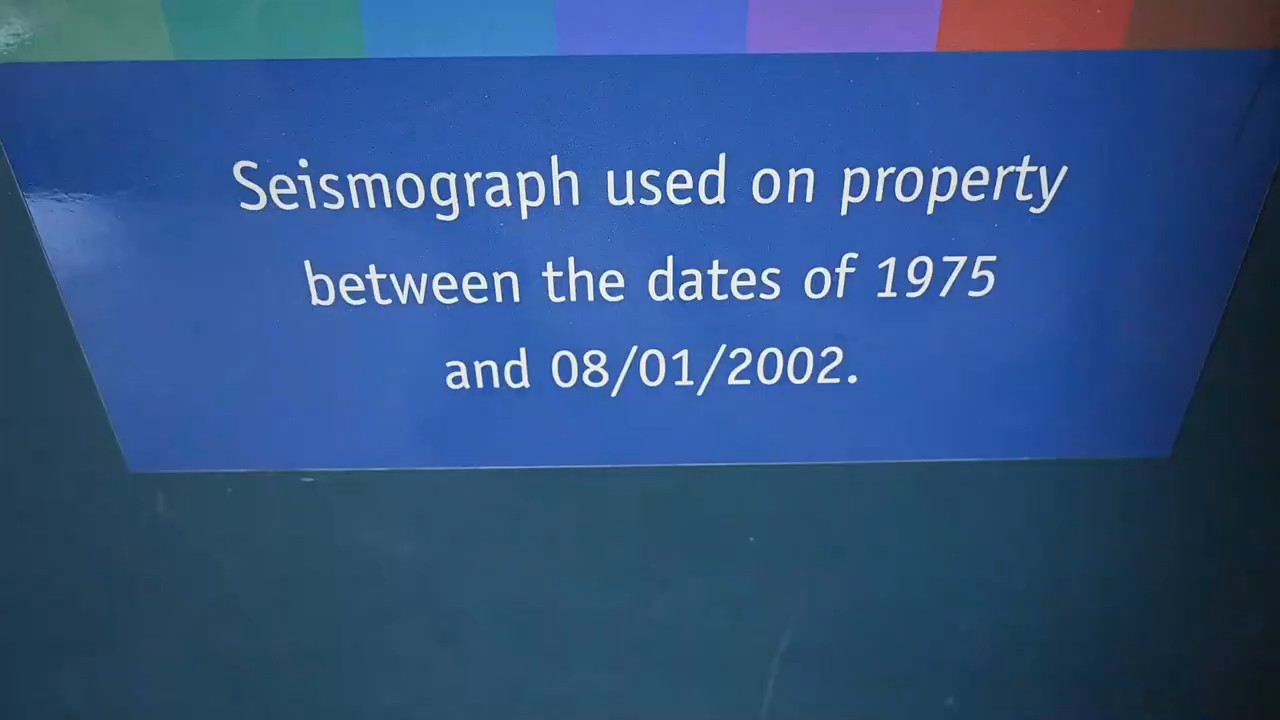 Seismograph used on property
between the dates of 1975
and 08/01/2002.